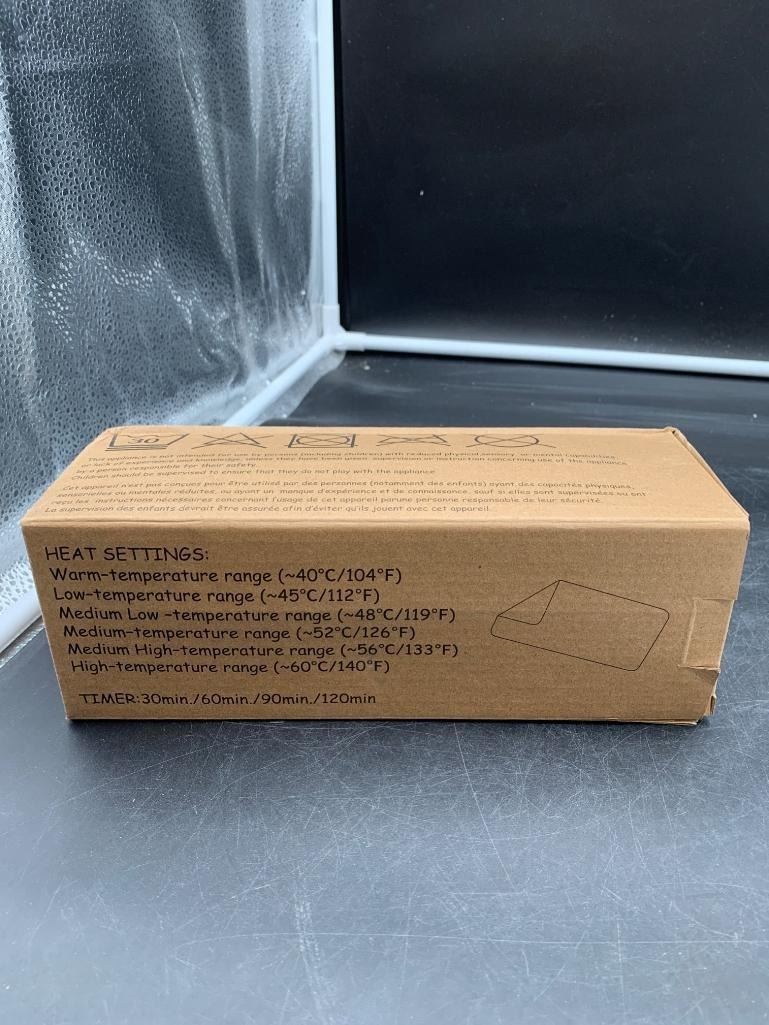 30
This appliance is not intended for use by persons (including children) with reduced physical, sensory, or mental capabilities
or lack of experience and knowledge, unless they have been given supervision or instruction concerning use of the appliance
by a person responsible for their safety.
Children should be supervised to ensure that they do not play with the appliance
Cet appareil n'est pas conçues pour être utilisé par des personnes (notamment des enfants) ayant des capacités physiques,
sensorielles ou mentales réduites, ou ayant un manque d'expérience et de connaissance, sauf si elles sont supervisées ou ont
les instructions nécessaires concernant l'usage de cet appareil parune personie responsable de leur sécurité.
La supervision des enfants devrait être assurée afin d'éviter qu'ils jouent avec cet appareil.
HEAT SETTINGS:
Warm-temperature range (~40°C/104°F)
Low-temperature range (~45°C/112°F)
Medium Low -temperature range (~48°C/119°F)
Medium-temperature range (~52°C/126°F)
Medium High-temperature range (~56°C/133°F)
High-temperature range (~60°C/140°F)
TIMER:30min./60min./90min./120min